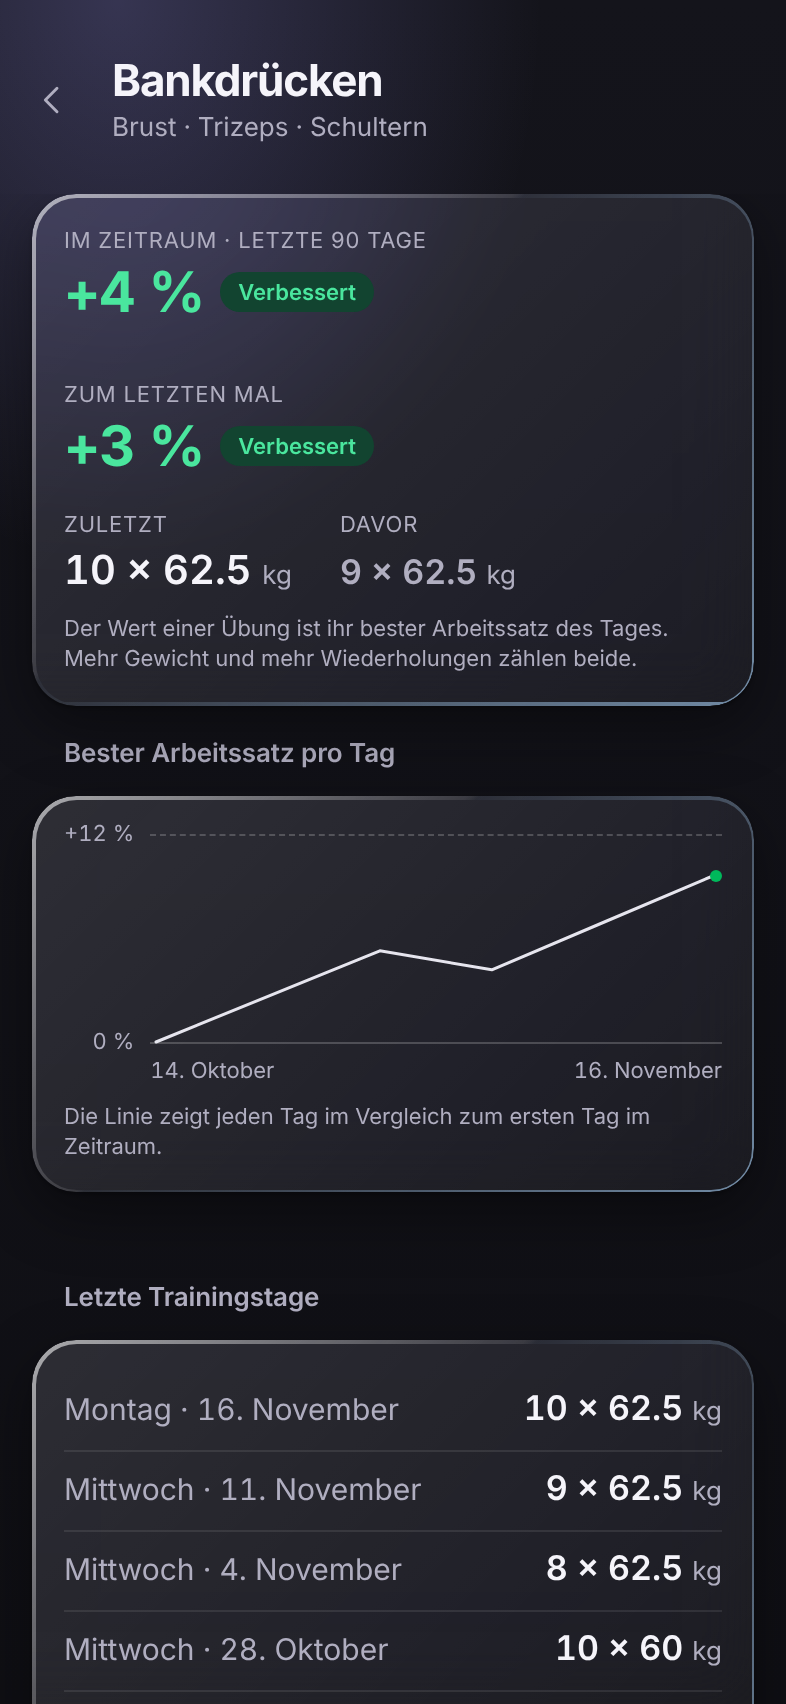 Bankdrücken
Brust · Trizeps · Schultern
IM ZEITRAUM · LETZTE 90 TAGE
+4 % Verbessert
ZUM LETZTEN MAL
+3 % Verbessert
ZULETZT DAVOR
10 × 62.5 kg 9 × 62.5 kg
Der Wert einer Übung ist ihr bester Arbeitssatz des Tages.
Mehr Gewicht und mehr Wiederholungen zählen beide.
Bester Arbeitssatz pro Tag
+12 %
0 %
14. Oktober 16. November
Die Linie zeigt jeden Tag im Vergleich zum ersten Tag im
Zeitraum.
Letzte Trainingstage
Montag · 16. November 10 × 62.5 kg
Mittwoch · 11. November 9 × 62.5 kg
Mittwoch · 4. November 8 × 62.5 kg
Mittwoch · 28. Oktober 10 × 60 kg